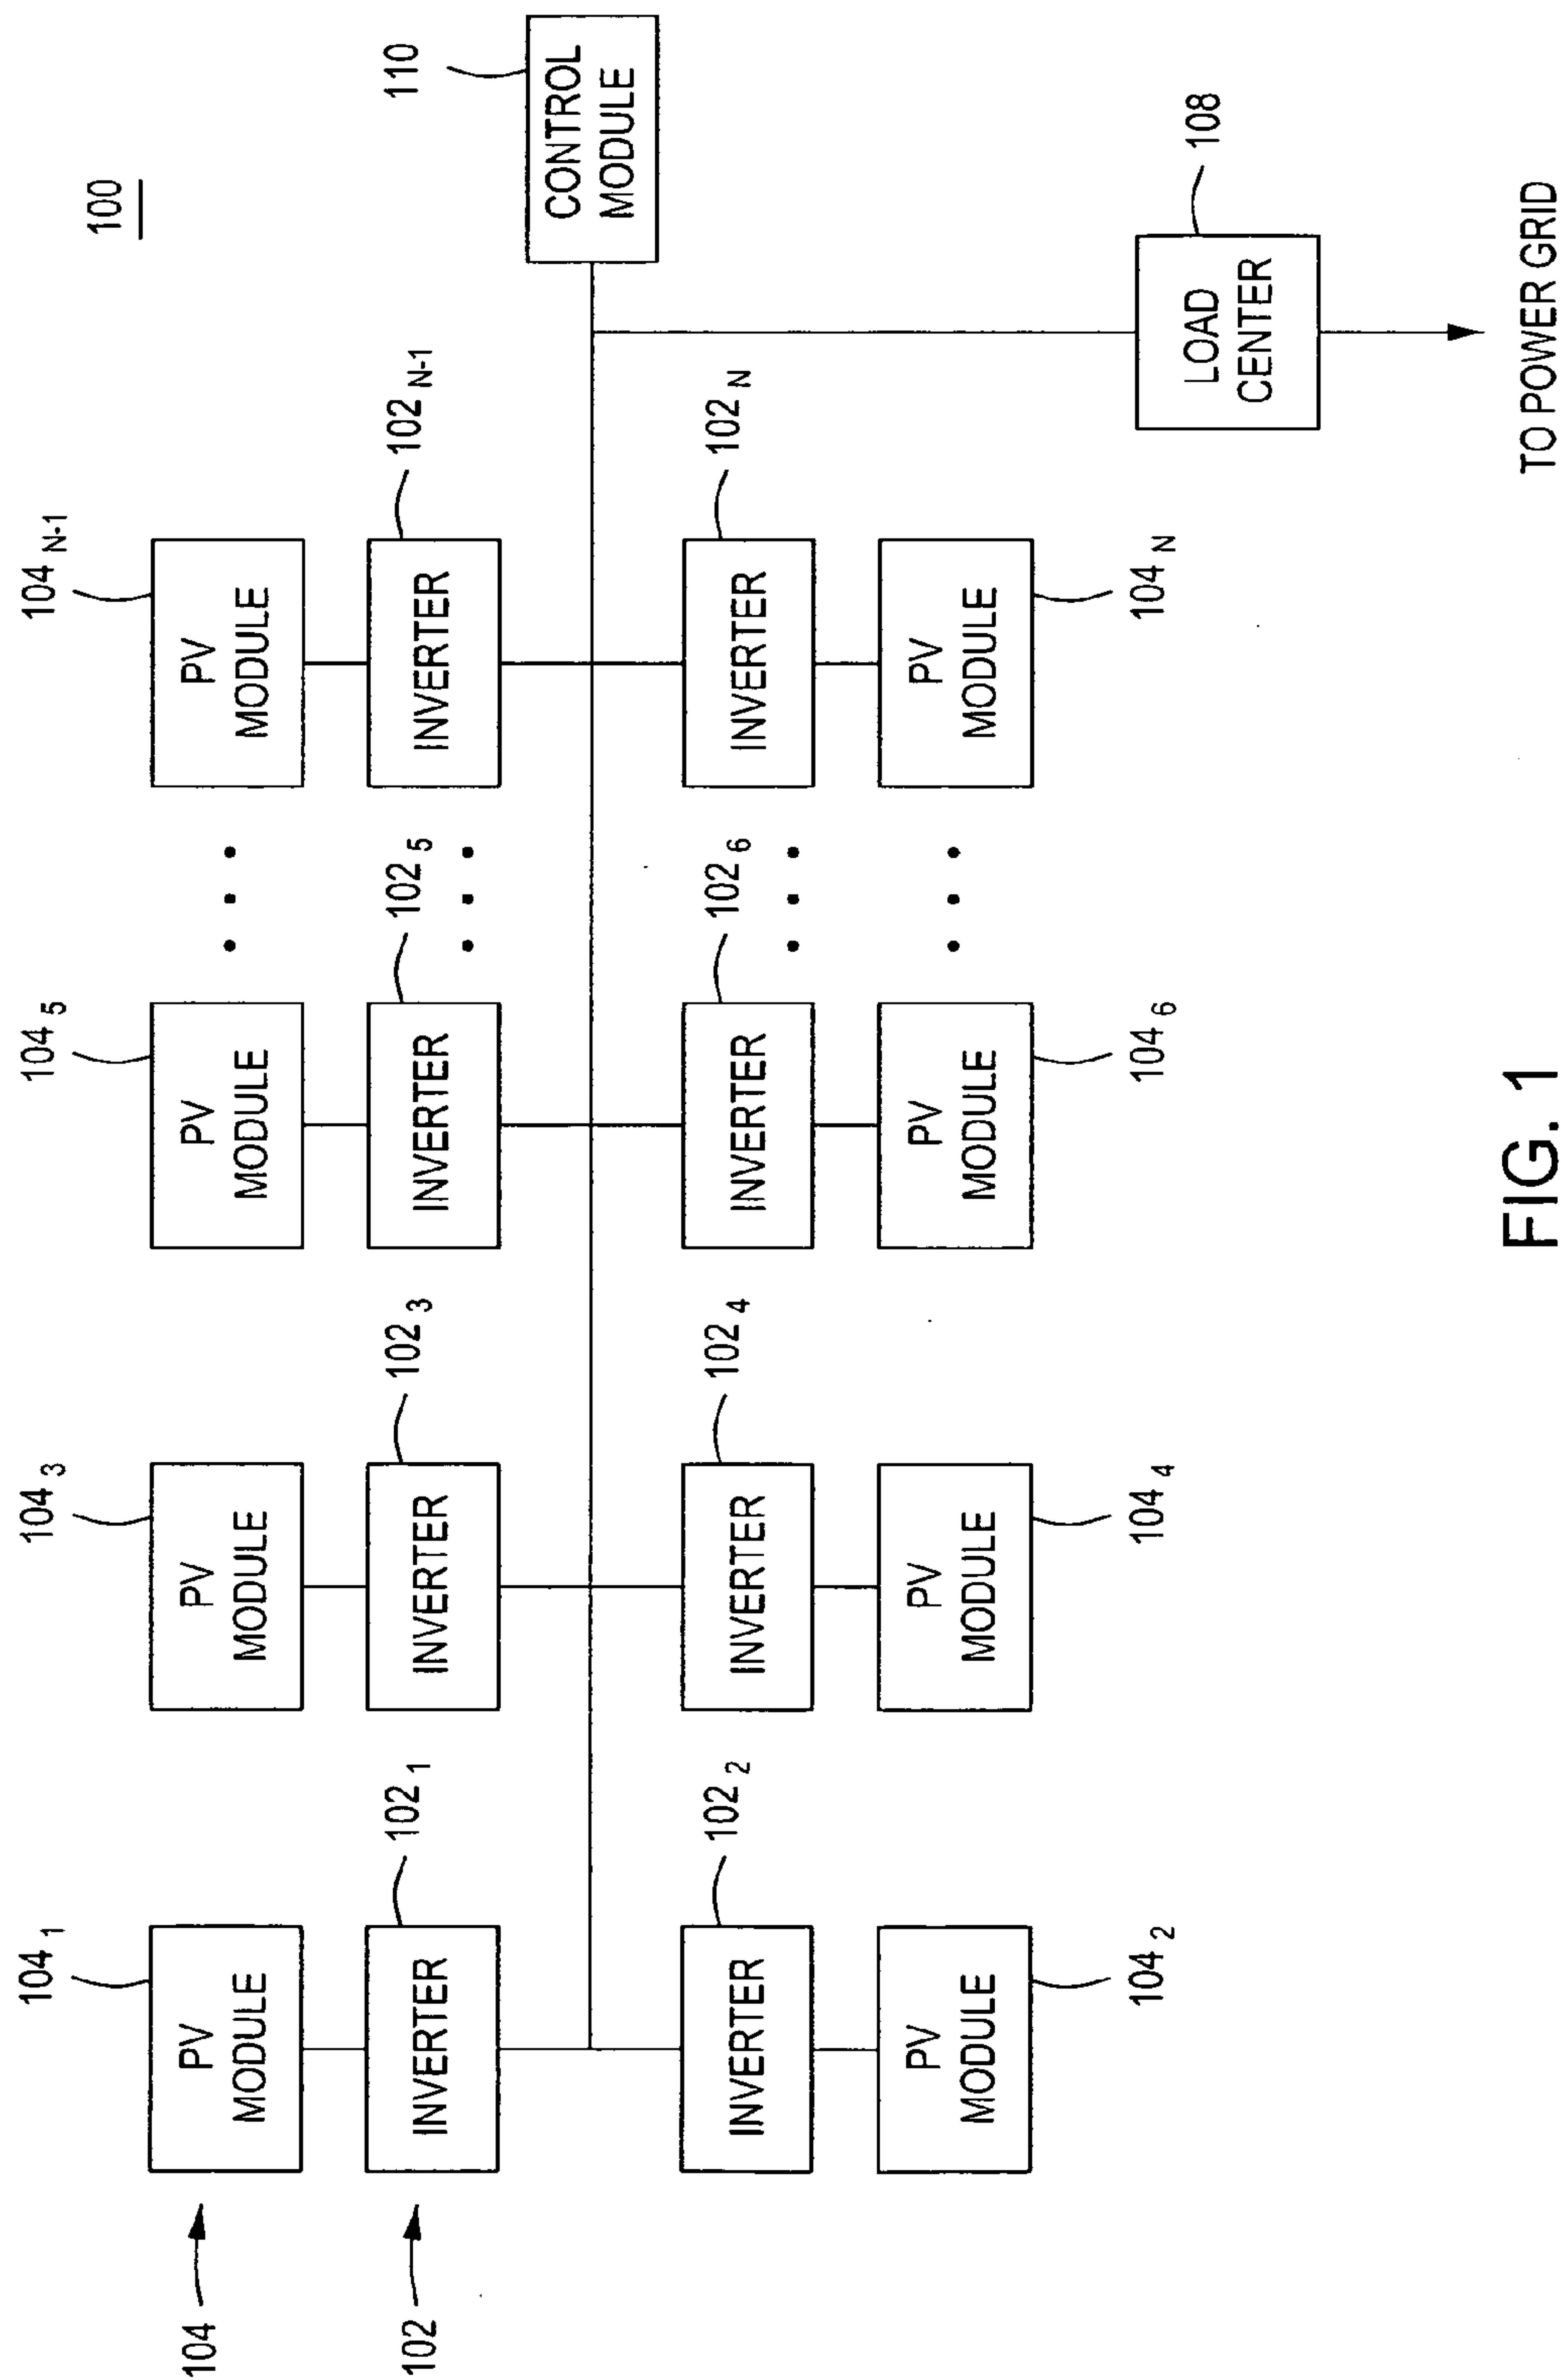 100
104 N-1
104 5
104 3
104 1
PV
MODULE
PV
MODULE
PV
MODULE
PV
MODULE
104
110
CONTROL
MODULE
102 N-1
102 5
102 3
102 1
INVERTER
INVERTER
INVERTER
INVERTER
102
102 N
102 6
102 4
102 2
INVERTER
INVERTER
INVERTER
INVERTER
PV
MODULE
PV
MODULE
PV
MODULE
PV
MODULE
104 N
104 6
104 4
104 2
108
LOAD
CENTER
TO POWER GRID
FIG. 1